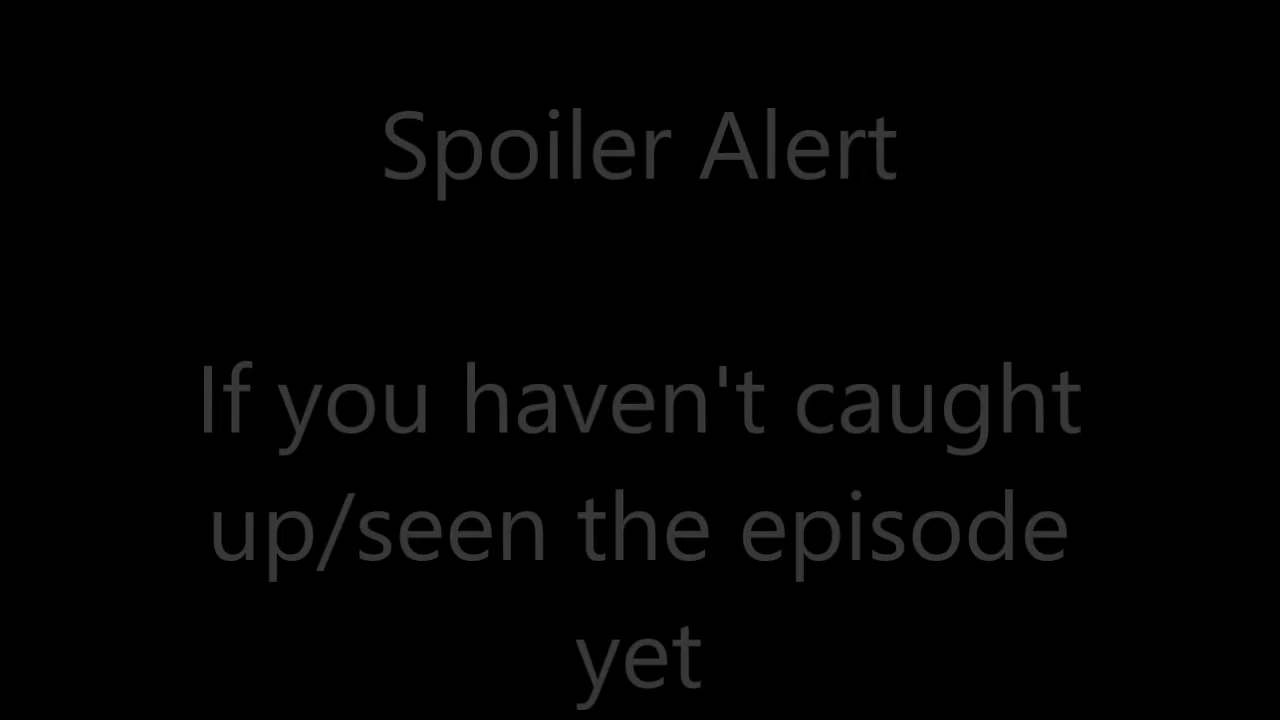 Spoiler Alert
If you haven't caught
up/seen the episode
yet